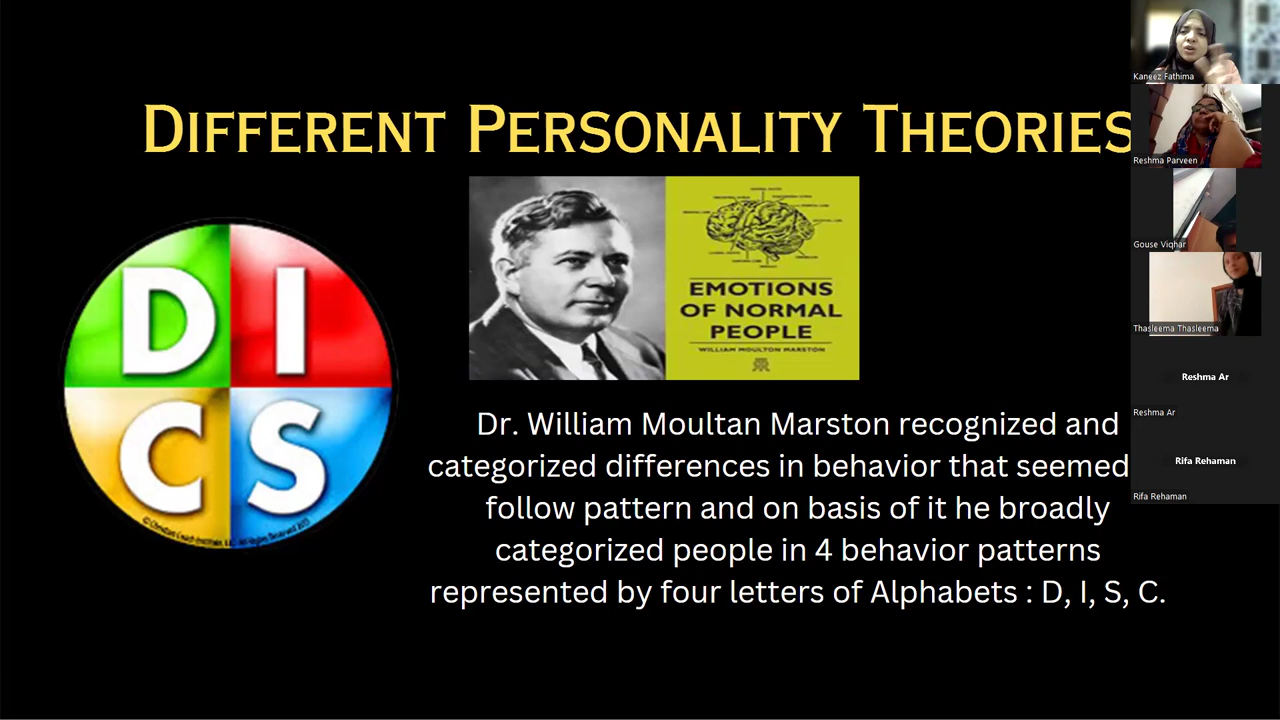 DIFFERENT PERSONALITY THEORIES
D I
C S
EMOTIONS
OF NORMAL
PEOPLE
WILLIAM MOULTON MARSTON
Dr. William Moultan Marston recognized and
categorized differences in behavior that seemed
follow pattern and on basis of it he broadly
categorized people in 4 behavior patterns
represented by four letters of Alphabets : D, I, S, C.
Kaneez Fathima
Reshma Parveen
Gouse Viqhar
Thasleema Thasleema
Reshma Ar
Reshma Ar
Rifa Rehaman
Rifa Rehaman